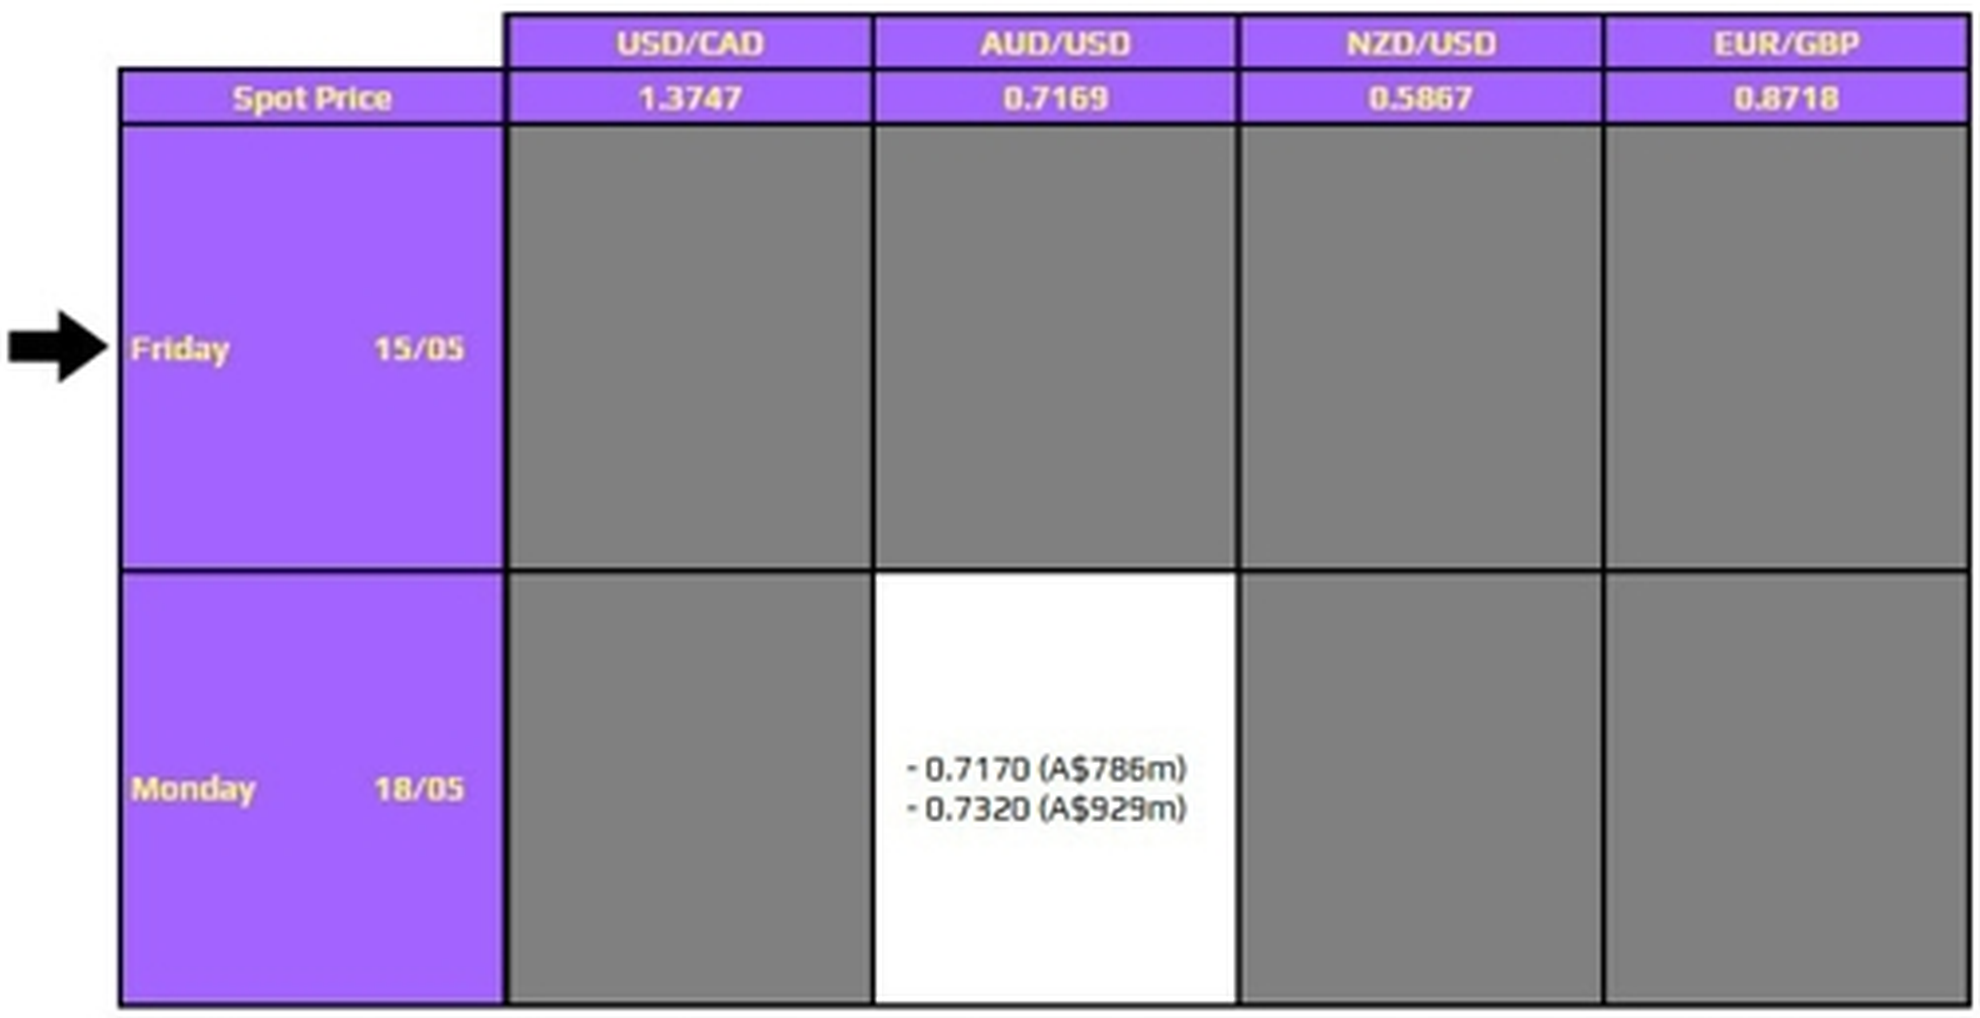 USD/CAD AUD/USD NZD/USD EUR/GBP
Spot Price 1.3747 0.7169 0.5867 0.8718
Friday 15/05
Monday 18/05
- 0.7170 (A$786m)
- 0.7320 (A$929m)